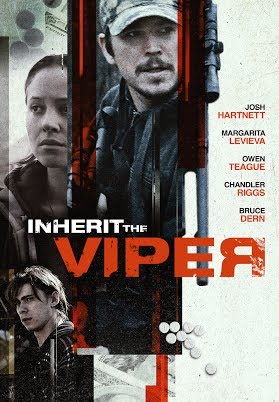 JOSH
HARTNETT
MARGARITA
LEVIEVA
OWEN
TEAGUE
CHANDLER
RIGGS
BRUCE
DERN
INHERIT THE
VIPER